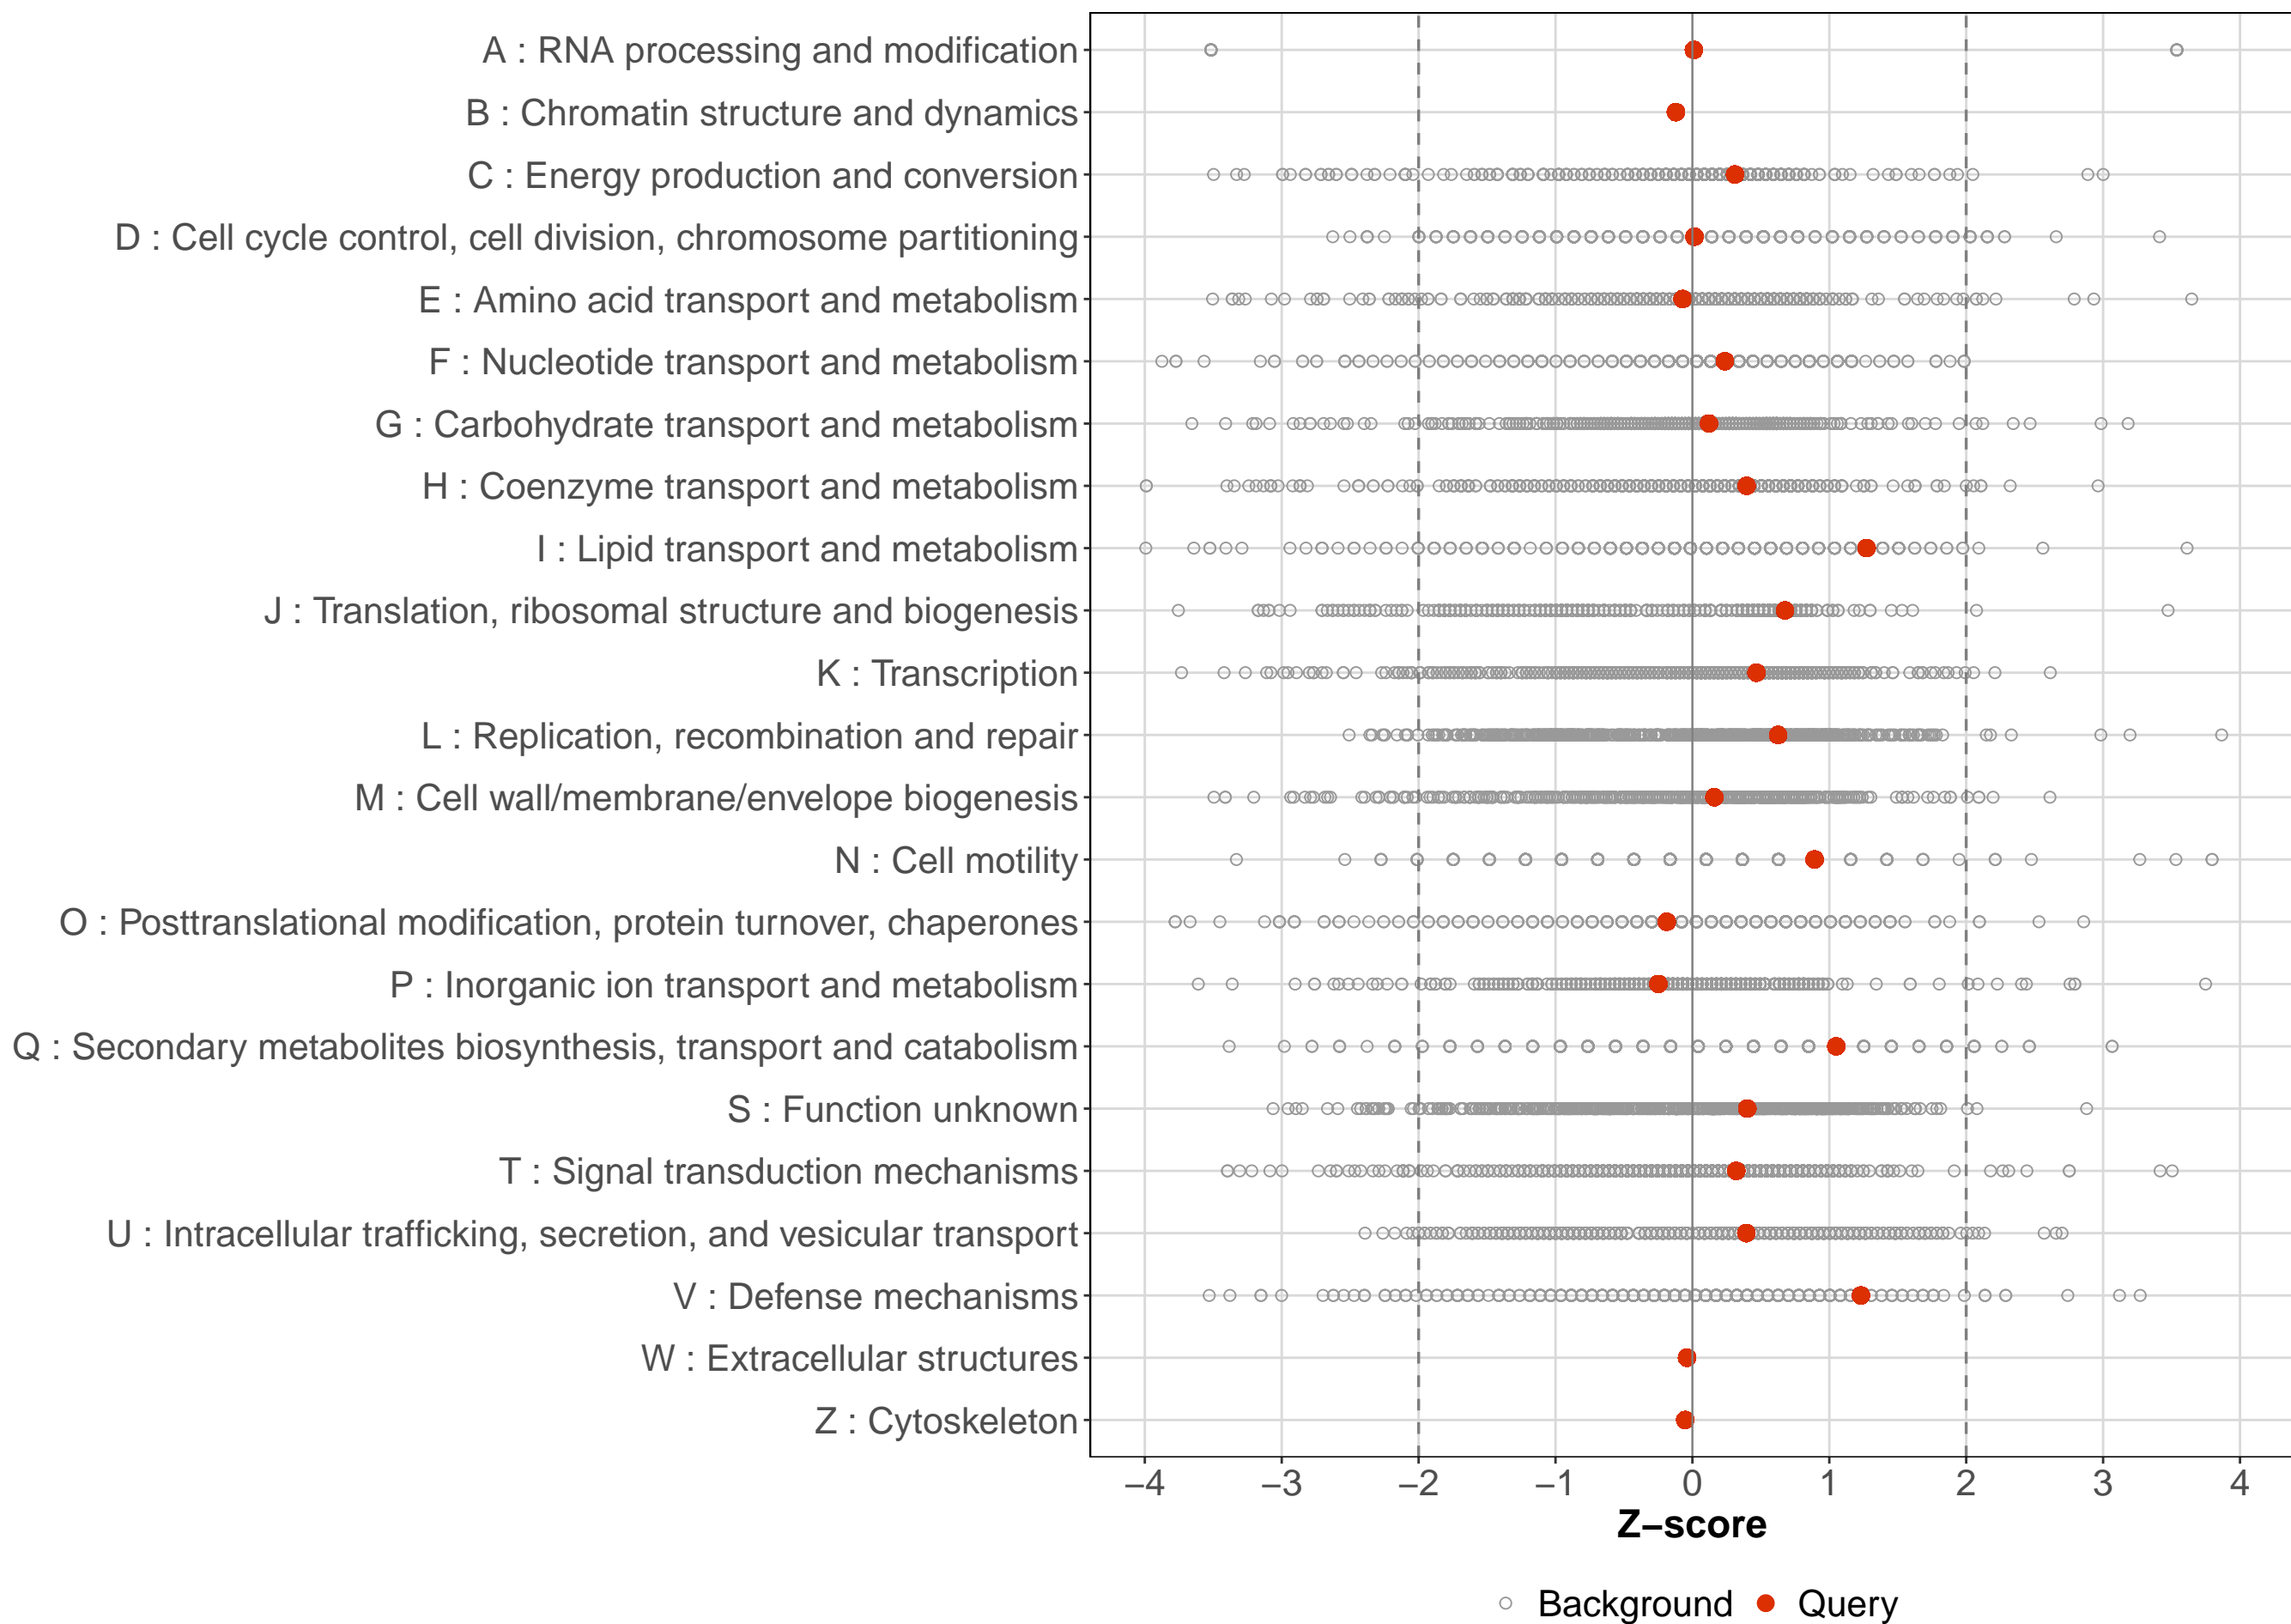 A : RNA processing and modification
B : Chromatin structure and dynamics
C : Energy production and conversion
D : Cell cycle control, cell division, chromosome partitioning
E : Amino acid transport and metabolism
F : Nucleotide transport and metabolism
G : Carbohydrate transport and metabolism
H : Coenzyme transport and metabolism
I : Lipid transport and metabolism
J : Translation, ribosomal structure and biogenesis
K : Transcription
L : Replication, recombination and repair
M : Cell wall/membrane/envelope biogenesis
N : Cell motility
O : Posttranslational modification, protein turnover, chaperones
P : Inorganic ion transport and metabolism
Q : Secondary metabolites biosynthesis, transport and catabolism
S : Function unknown
T : Signal transduction mechanisms
U : Intracellular trafficking, secretion, and vesicular transport
V : Defense mechanisms
W : Extracellular structures
Z : Cytoskeleton
−4 −3 −2 −1 0 1 2 3 4
Z−score
Background Query